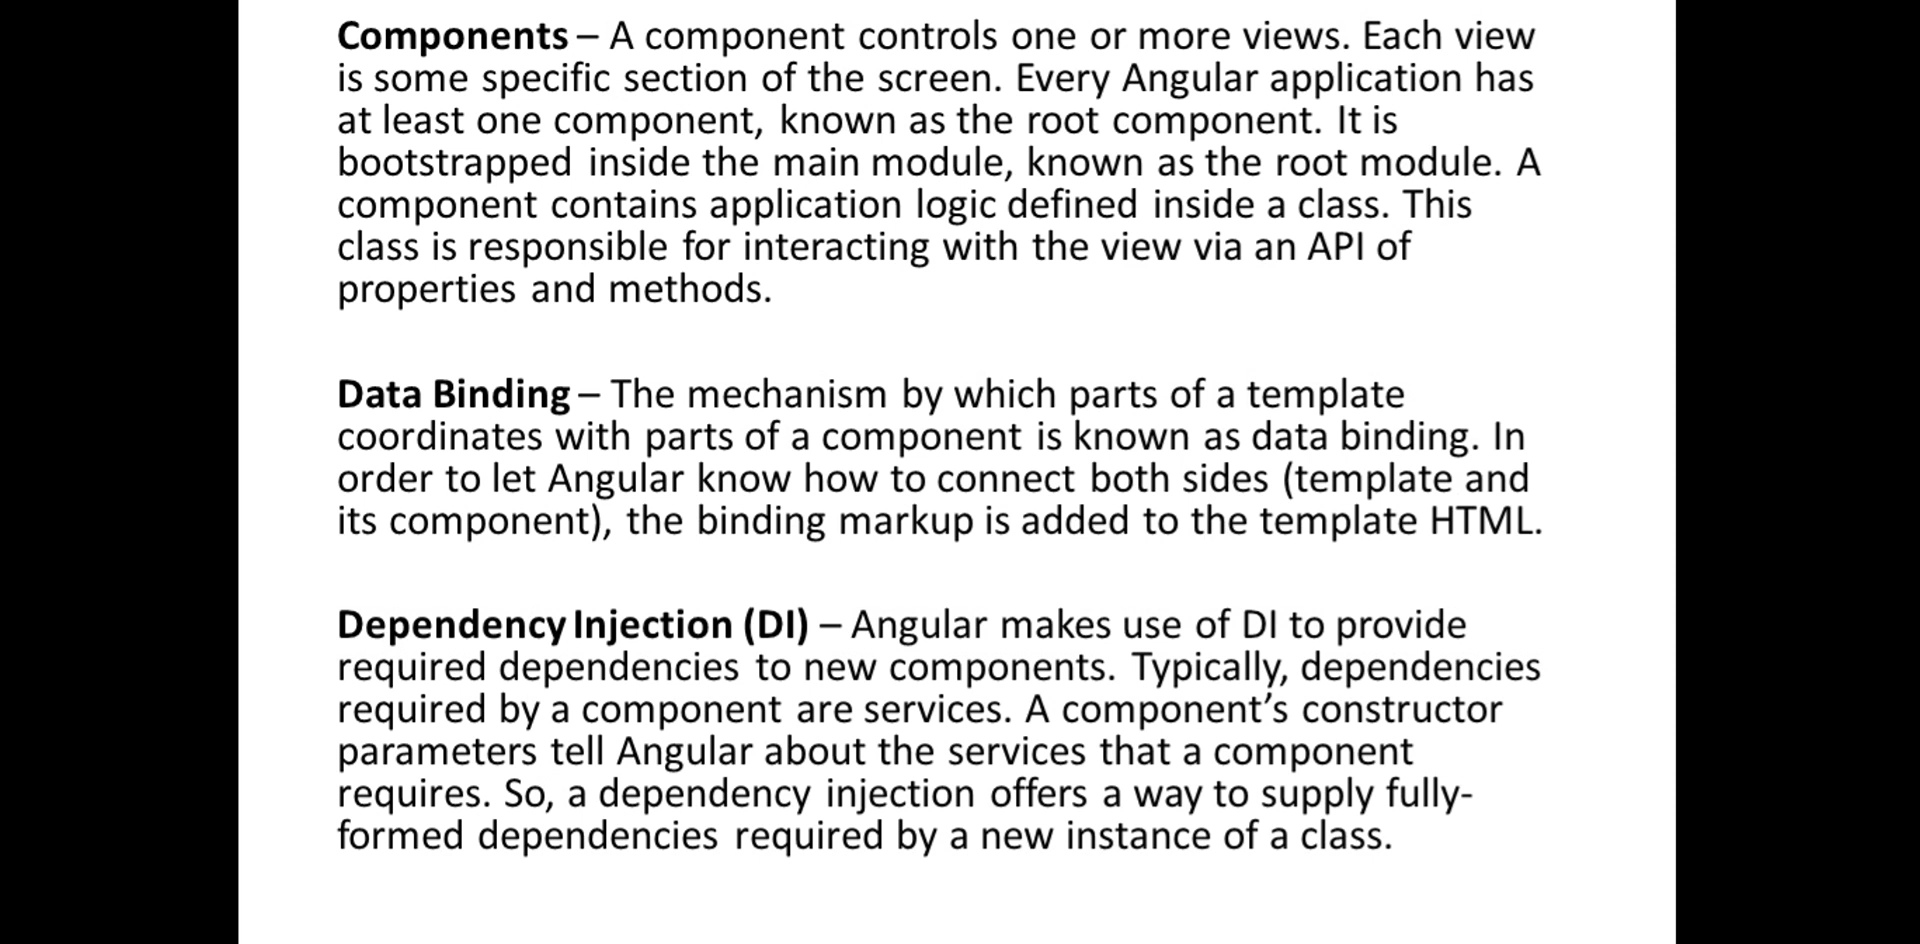 Components – A component controls one or more views. Each view
is some specific section of the screen. Every Angular application has
at least one component, known as the root component. It is
bootstrapped inside the main module, known as the root module. A
component contains application logic defined inside a class. This
class is responsible for interacting with the view via an API of
properties and methods.
Data Binding – The mechanism by which parts of a template
coordinates with parts of a component is known as data binding. In
order to let Angular know how to connect both sides (template and
its component), the binding markup is added to the template HTML.
Dependency Injection (DI) – Angular makes use of DI to provide
required dependencies to new components. Typically, dependencies
required by a component are services. A component’s constructor
parameters tell Angular about the services that a component
requires. So, a dependency injection offers a way to supply fully-
formed dependencies required by a new instance of a class.